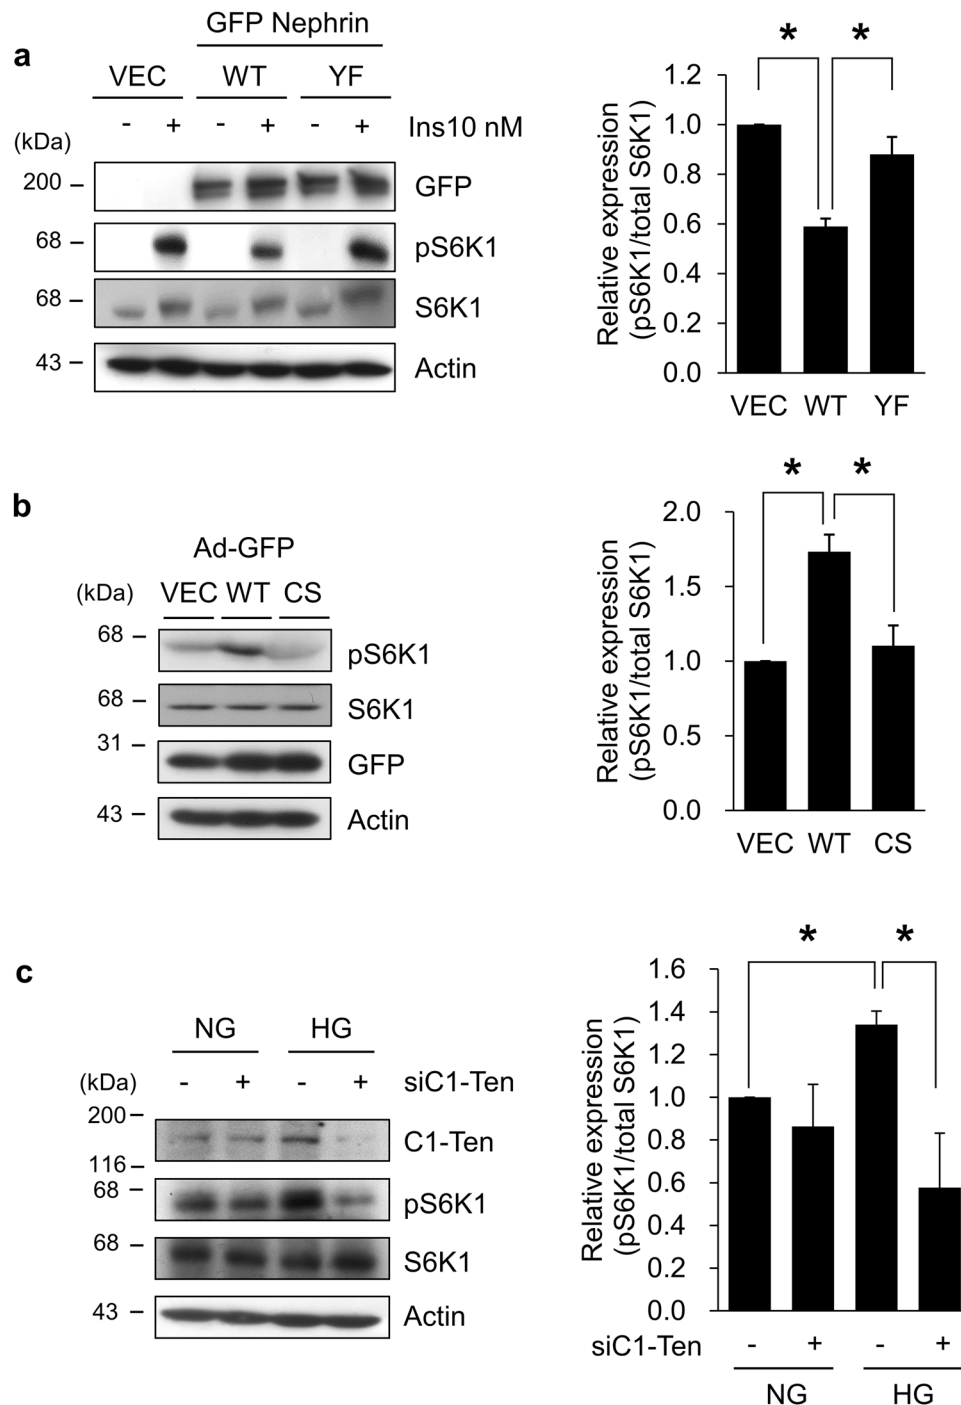 a
GFP Nephrin
VEC WT YF
- + - + - + Ins10 nM
(kDa)
200 GFP
68 pS6K1
68 S6K1
43 Actin
* *
Relative expression
(pS6K1/total S6K1)
1.2
1.0
0.8
0.6
0.4
0.2
0.0
VEC WT YF
b
Ad-GFP
(kDa) VEC WT CS
68 pS6K1
68 S6K1
31 GFP
43 Actin
* *
Relative expression
(pS6K1/total S6K1)
2.0
1.5
1.0
0.5
0.0
VEC WT CS
c
NG HG
(kDa) - + - + siC1-Ten
200
C1-Ten
116
68 pS6K1
68 S6K1
43 Actin
* *
Relative expression
(pS6K1/total S6K1)
1.6
1.4
1.2
1.0
0.8
0.6
0.4
0.2
0.0
siC1-Ten - + - +
NG HG